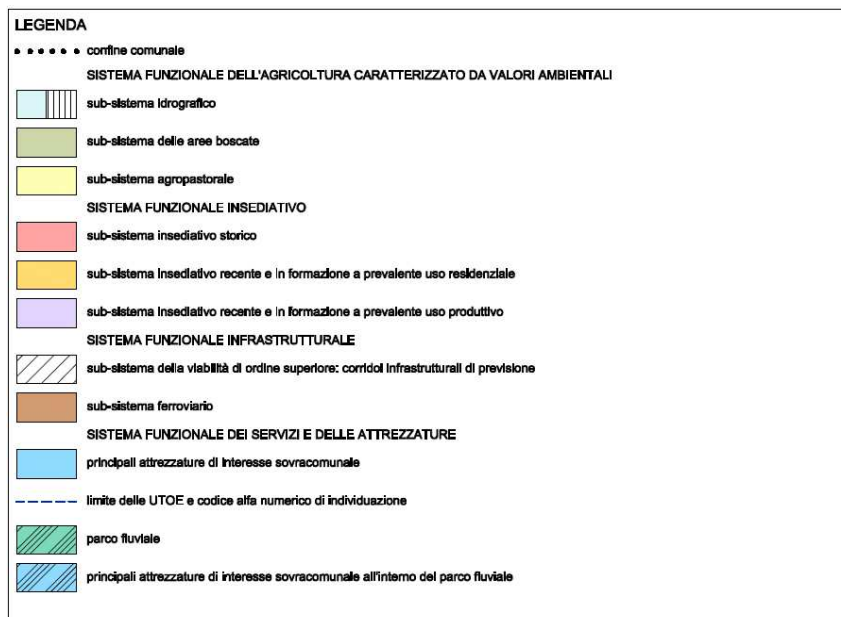 LEGENDA
confine comunale
SISTEMA FUNZIONALE DELL'AGRICOLTURA CARATTERIZZATO DA VALORI AMBIENTALI
sub-sistema idrografico
sub-sistema delle aree boscate
sub-sistema agropastorale
SISTEMA FUNZIONALE INSEDIATIVO
sub-sistema insediativo storico
sub-sistema insediativo recente e in formazione a prevalente uso residenziale
sub-sistema insediativo recente e in formazione a prevalente uso produttivo
SISTEMA FUNZIONALE INFRASTRUTTURALE
sub-sistema della viabilità di ordine superiore: corridoi infrastrutturali di previsione
sub-sistema ferroviario
SISTEMA FUNZIONALE DEI SERVIZI E DELLE ATTREZZATURE
principali attrezzature di interesse sovracomunale
limite delle UTOE e codice alfa numerico di individuazione
parco fluviale
principali attrezzature di interesse sovracomunale all'interno del parco fluviale